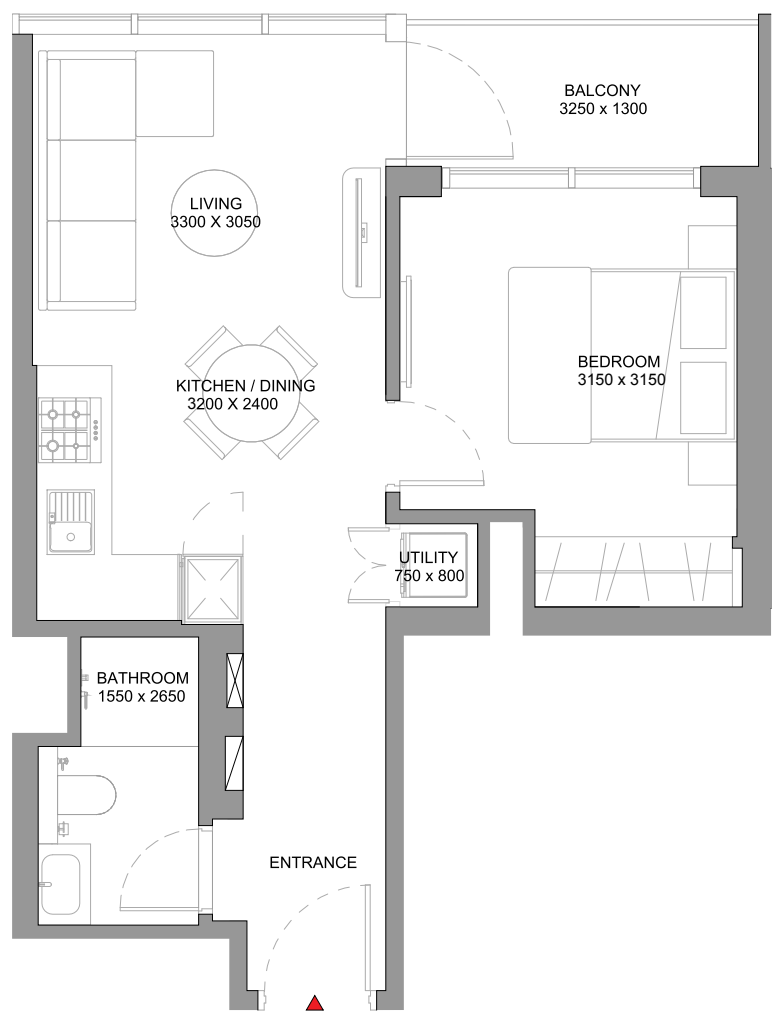 BALCONY
3250 x 1300
LIVING
3300 X 3050
BEDROOM
3150 x 3150
KITCHEN / DINING
3200 X 2400
UTILITY
750 x 800
BATHROOM
1550 x 2650
ENTRANCE